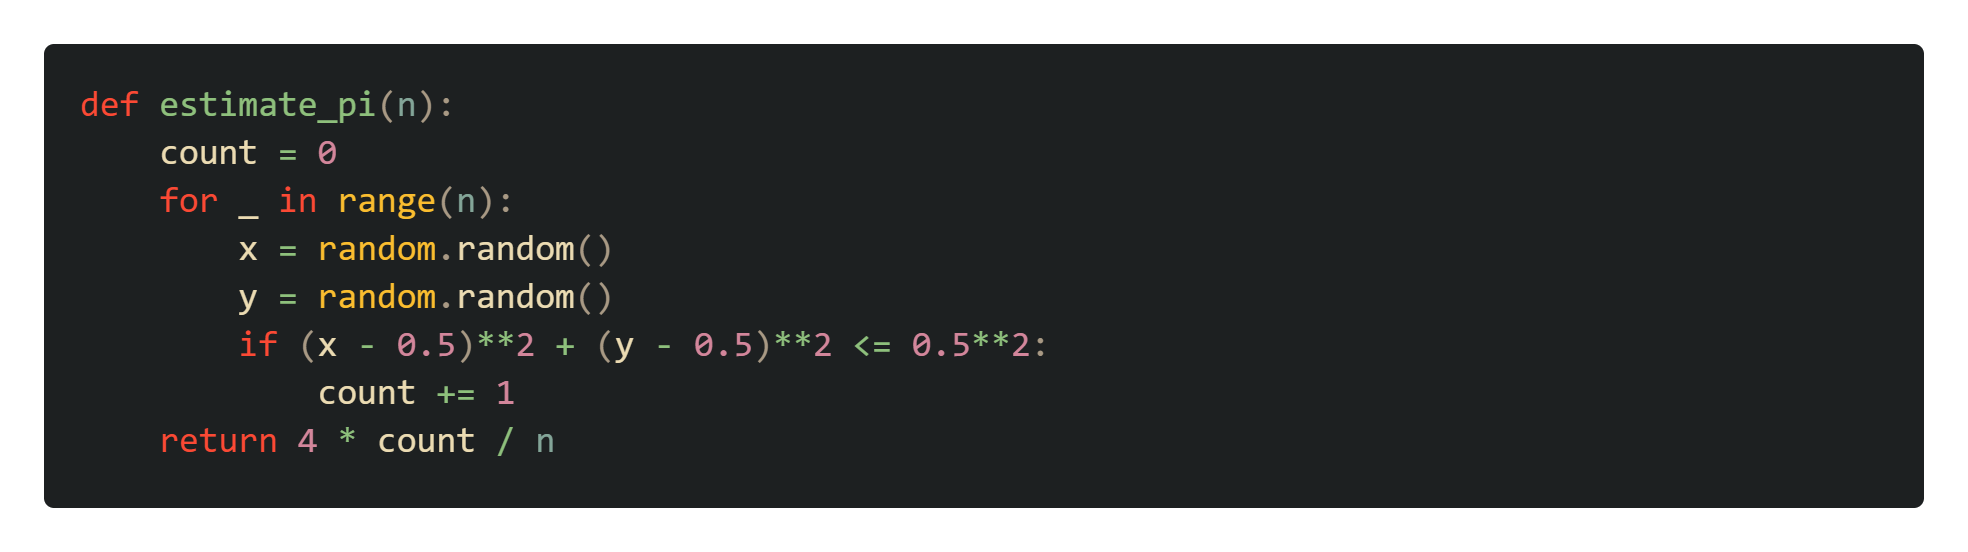 def estimate_pi(n):
    count = 0
    for _ in range(n):
        x = random.random()
        y = random.random()
        if (x - 0.5)**2 + (y - 0.5)**2 <= 0.5**2:
            count += 1
    return 4 * count / n